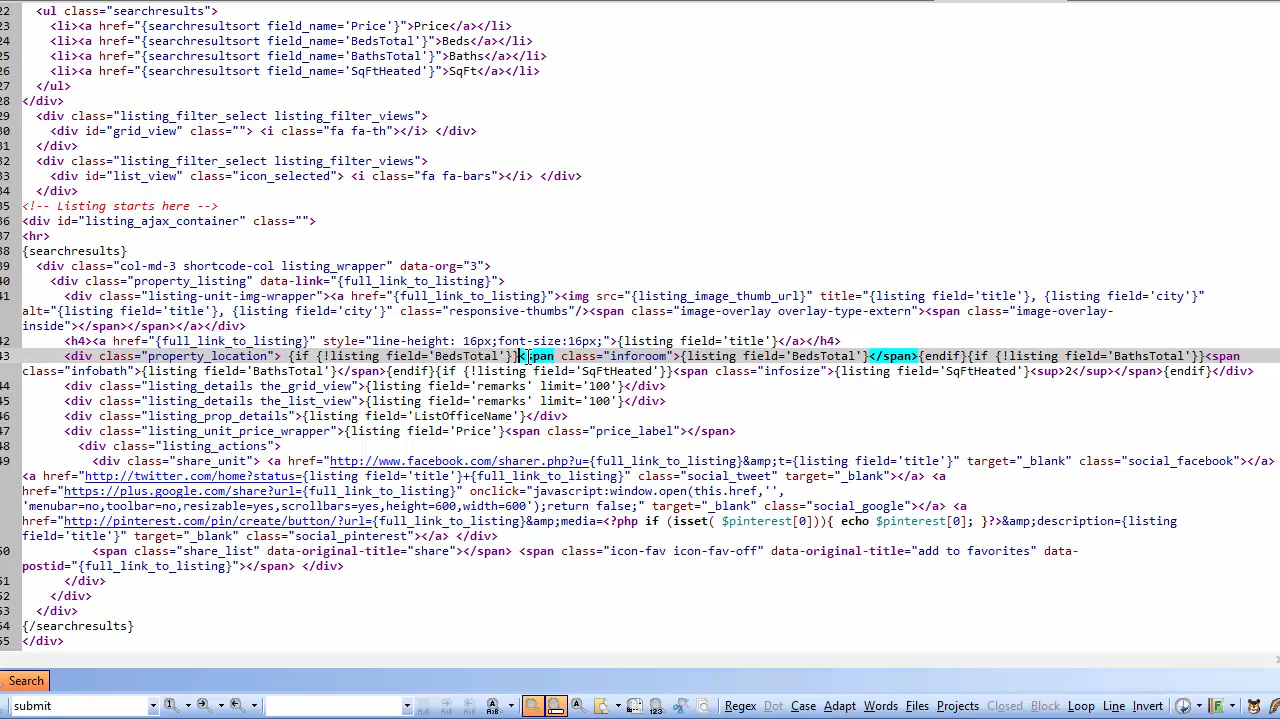 22 <ul class="searchresults">
23 <li><a href="{searchresultsort field_name='Price'}">Price</a></li>
24 <li><a href="{searchresultsort field_name='BedsTotal'}">Beds</a></li>
25 <li><a href="{searchresultsort field_name='BathsTotal'}">Baths</a></li>
26 <li><a href="{searchresultsort field_name='SqFtHeated'}">SqFt</a></li>
27 </ul>
28 </div>
29 <div class="listing_filter_select listing_filter_views">
30 <div id="grid_view" class=""> <i class="fa fa-th"></i> </div>
31 </div>
32 <div class="listing_filter_select listing_filter_views">
33 <div id="list_view" class="icon_selected"> <i class="fa fa-bars"></i> </div>
34 </div>
35 <!-- Listing starts here -->
36 <div id="listing_ajax_container" class="">
37 <hr>
38 {searchresults}
39 <div class="col-md-3 shortcode-col listing_wrapper" data-org="3">
40 <div class="property_listing" data-link="{full_link_to_listing}">
41 <div class="listing-unit-img-wrapper"><a href="{full_link_to_listing}"><img src="{listing_image_thumb_url}" title="{listing field='title'}, {listing field='city'}"
alt="{listing field='title'}, {listing field='city'}" class="responsive-thumbs"/><span class="image-overlay overlay-type-extern"><span class="image-overlay-
inside"></span></span></a></div>
42 <h4><a href="{full_link_to_listing}" style="line-height: 16px;font-size:16px;">{listing field='title'}</a></h4>
43 <div class="property_location"> {if {!listing field='BedsTotal'}}<span class="inforoom">{listing field='BedsTotal'}</span>{endif}{if {!listing field='BathsTotal'}}<span
class="infobath">{listing field='BathsTotal'}</span>{endif}{if {!listing field='SqFtHeated'}}<span class="infosize">{listing field='SqFtHeated'}<sup>2</sup></span>{endif}</div>
44 <div class="listing_details the_grid_view">{listing field='remarks' limit='100'}</div>
45 <div class="listing_details the_list_view">{listing field='remarks' limit='100'}</div>
46 <div class="listing_prop_details">{listing field='ListOfficeName'}</div>
47 <div class="listing_unit_price_wrapper">{listing field='Price'}<span class="price_label"></span>
48 <div class="listing_actions">
49 <div class="share_unit"> <a href="http://www.facebook.com/sharer.php?u={full_link_to_listing}&amp;t={listing field='title'}" target="_blank" class="social_facebook"></a>
<a href="http://twitter.com/home?status={listing field='title'}+{full_link_to_listing}" class="social_tweet" target="_blank"></a> <a
href="https://plus.google.com/share?url={full_link_to_listing}" onclick="javascript:window.open(this.href,'',
'menubar=no,toolbar=no,resizable=yes,scrollbars=yes,height=600,width=600');return false;" target="_blank" class="social_google"></a> <a
href="http://pinterest.com/pin/create/button/?url={full_link_to_listing}&amp;media=<?php if (isset( $pinterest[0])){ echo $pinterest[0]; }?>&amp;description={listing
field='title'}" target="_blank" class="social_pinterest"></a> </div>
50 <span class="share_list" data-original-title="share"></span> <span class="icon-fav icon-fav-off" data-original-title="add to favorites" data-
postid="{full_link_to_listing}"></span> </div>
51 </div>
52 </div>
53 </div>
54 {/searchresults}
55 </div>
Search
submit Regex Dot Case Adapt Words Files Projects Closed Block Loop Line Invert